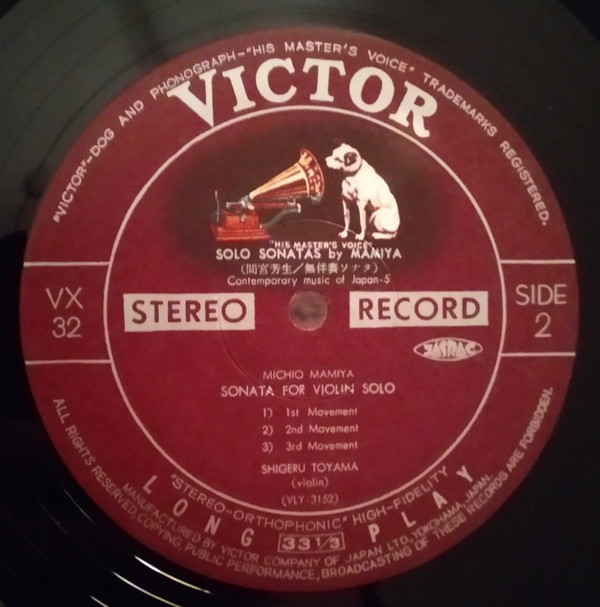 "VICTOR"–DOG AND PHONOGRAPH–"HIS MASTER'S VOICE" TRADEMARKS REGISTERED.
VICTOR
"HIS MASTER'S VOICE"
SOLO SONATAS by MAMIYA
(間宮芳生/無伴奏ソナタ)
Contemporary music of Japan-5
VX
32
STEREO
RECORD
SIDE
2
JASRAC
MICHIO MAMIYA
SONATA FOR VIOLIN SOLO
1) 1st Movement
2) 2nd Movement
3) 3rd Movement
SHIGERU TOYAMA
(violin)
(VLY-3152)
"STEREO-ORTHOPHONIC" HIGH-FIDELITY
LONG 33 1/3 PLAY
MANUFACTURED BY VICTOR COMPANY OF JAPAN LTD, YOKOHAMA, JAPAN.
ALL RIGHTS RESERVED, COPYING, PUBLIC PERFORMANCE, BROADCASTING OF THESE RECORDS ARE FORBIDDEN.